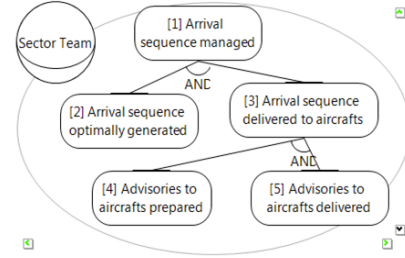 Sector Team
[1] Arrival
sequence managed
AND
[2] Arrival sequence
optimally generated
[3] Arrival sequence
delivered to aircrafts
AND
[4] Advisories to
aircrafts prepared
[5] Advisories to
aircrafts delivered